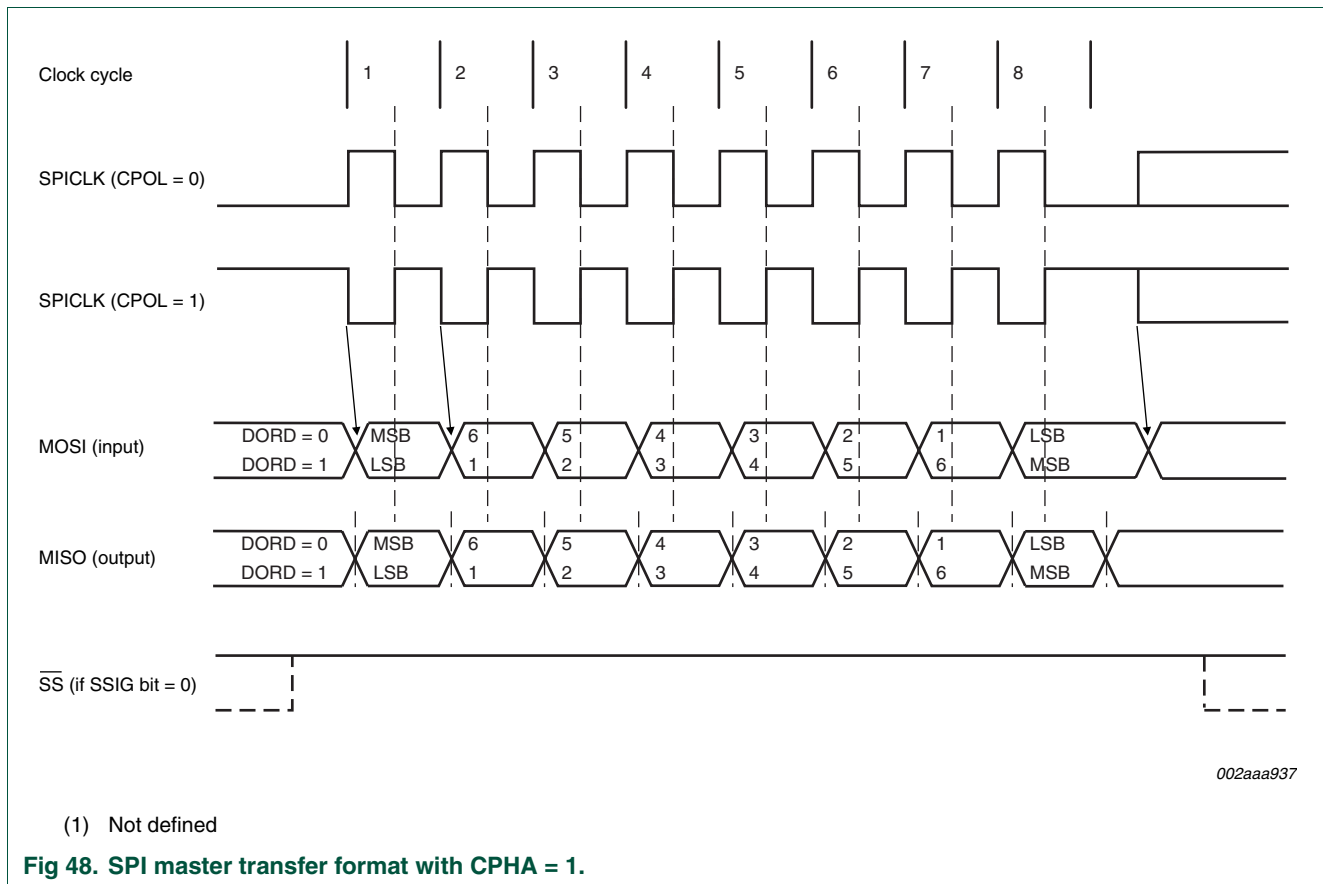 Clock cycle 1 2 3 4 5 6 7 8
SPICLK (CPOL = 0)
SPICLK (CPOL = 1)
MOSI (input)
DORD = 0 MSB 6 5 4 3 2 1 LSB
DORD = 1 LSB 1 2 3 4 5 6 MSB
MISO (output)
DORD = 0 MSB 6 5 4 3 2 1 LSB
DORD = 1 LSB 1 2 3 4 5 6 MSB
S̅S̅ (if SSIG bit = 0)
002aaa937
(1) Not defined
Fig 48. SPI master transfer format with CPHA = 1.